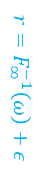 r = F_∞^{-1}(ω) + ϵ